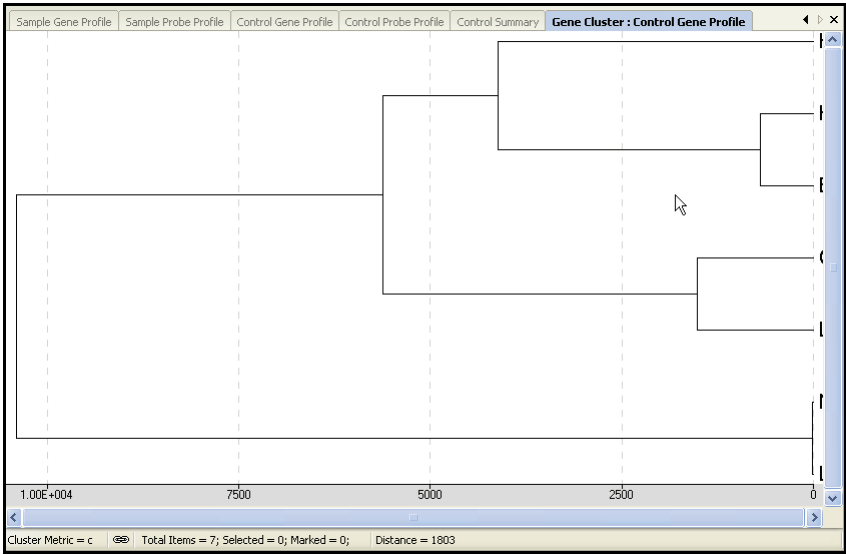 Sample Gene Profile Sample Probe Profile Control Gene Profile Control Probe Profile Control Summary Gene Cluster : Control Gene Profile
1.00E+004 7500 5000 2500 0
Cluster Metric = c Total Items = 7; Selected = 0; Marked = 0; Distance = 1803